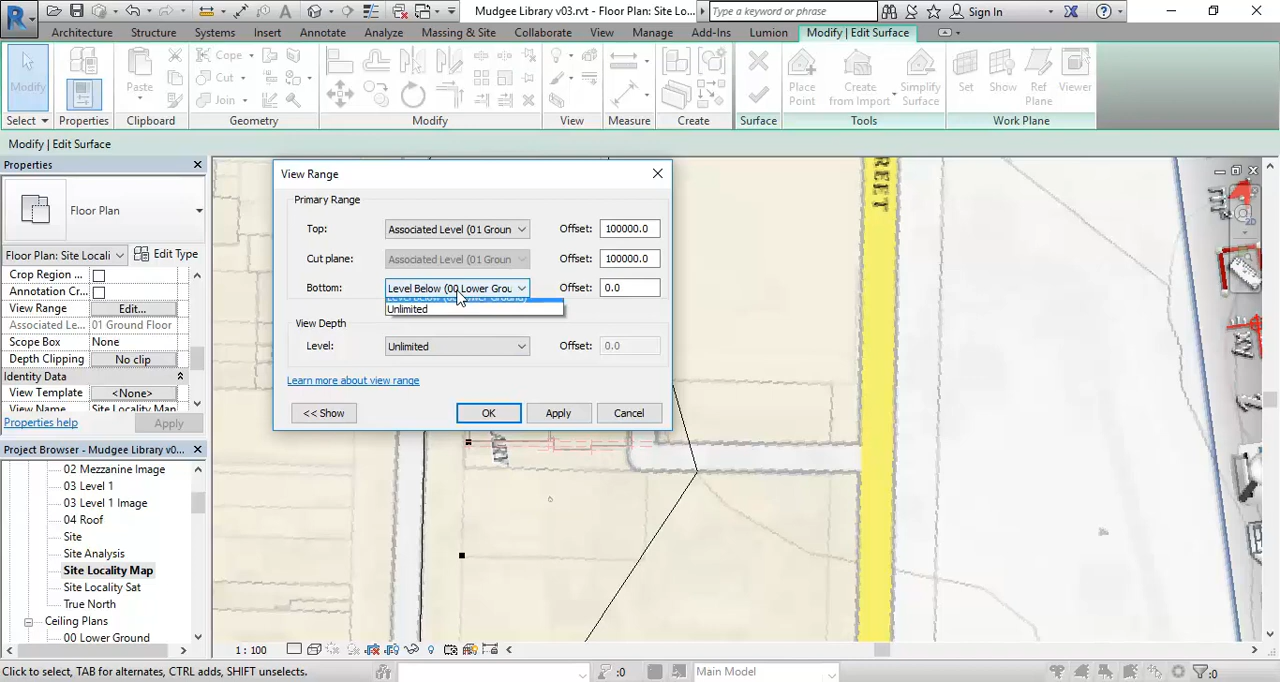 Mudgee Library v03.rvt - Floor Plan: Site Lo...
Type a keyword or phrase
Sign In
Architecture Structure Systems Insert Annotate Analyze Massing & Site Collaborate View Manage Add-Ins Lumion Modify | Edit Surface
Modify
Paste
Cope
Cut
Join
Place Point
Create from Import
Simplify Surface
Set
Show
Ref Plane
Viewer
Select Properties Clipboard Geometry Modify View Measure Create Surface Tools Work Plane
Modify | Edit Surface
Properties
Floor Plan
Floor Plan: Site Locali
Edit Type
Crop Region ...
Annotation Cr...
View Range Edit...
Associated Le... 01 Ground Floor
Scope Box None
Depth Clipping No clip
Identity Data
View Template <None>
View Name Site Locality Map
Properties help
Apply
Project Browser - Mudgee Library v0...
02 Mezzanine Image
03 Level 1
03 Level 1 Image
04 Roof
Site
Site Analysis
Site Locality Map
Site Locality Sat
True North
Ceiling Plans
00 Lower Ground
View Range
Primary Range
Top: Associated Level (01 Groun Offset: 100000.0
Cut plane: Associated Level (01 Groun Offset: 100000.0
Bottom: Level Below (00 Lower Grou Offset: 0.0
Level Below (00 Lower Ground)
Unlimited
View Depth
Level: Unlimited Offset: 0.0
Learn more about view range
<< Show
OK
Apply
Cancel
REET
2D
1 : 100
Click to select, TAB for alternates, CTRL adds, SHIFT unselects.
:0
Main Model
:0